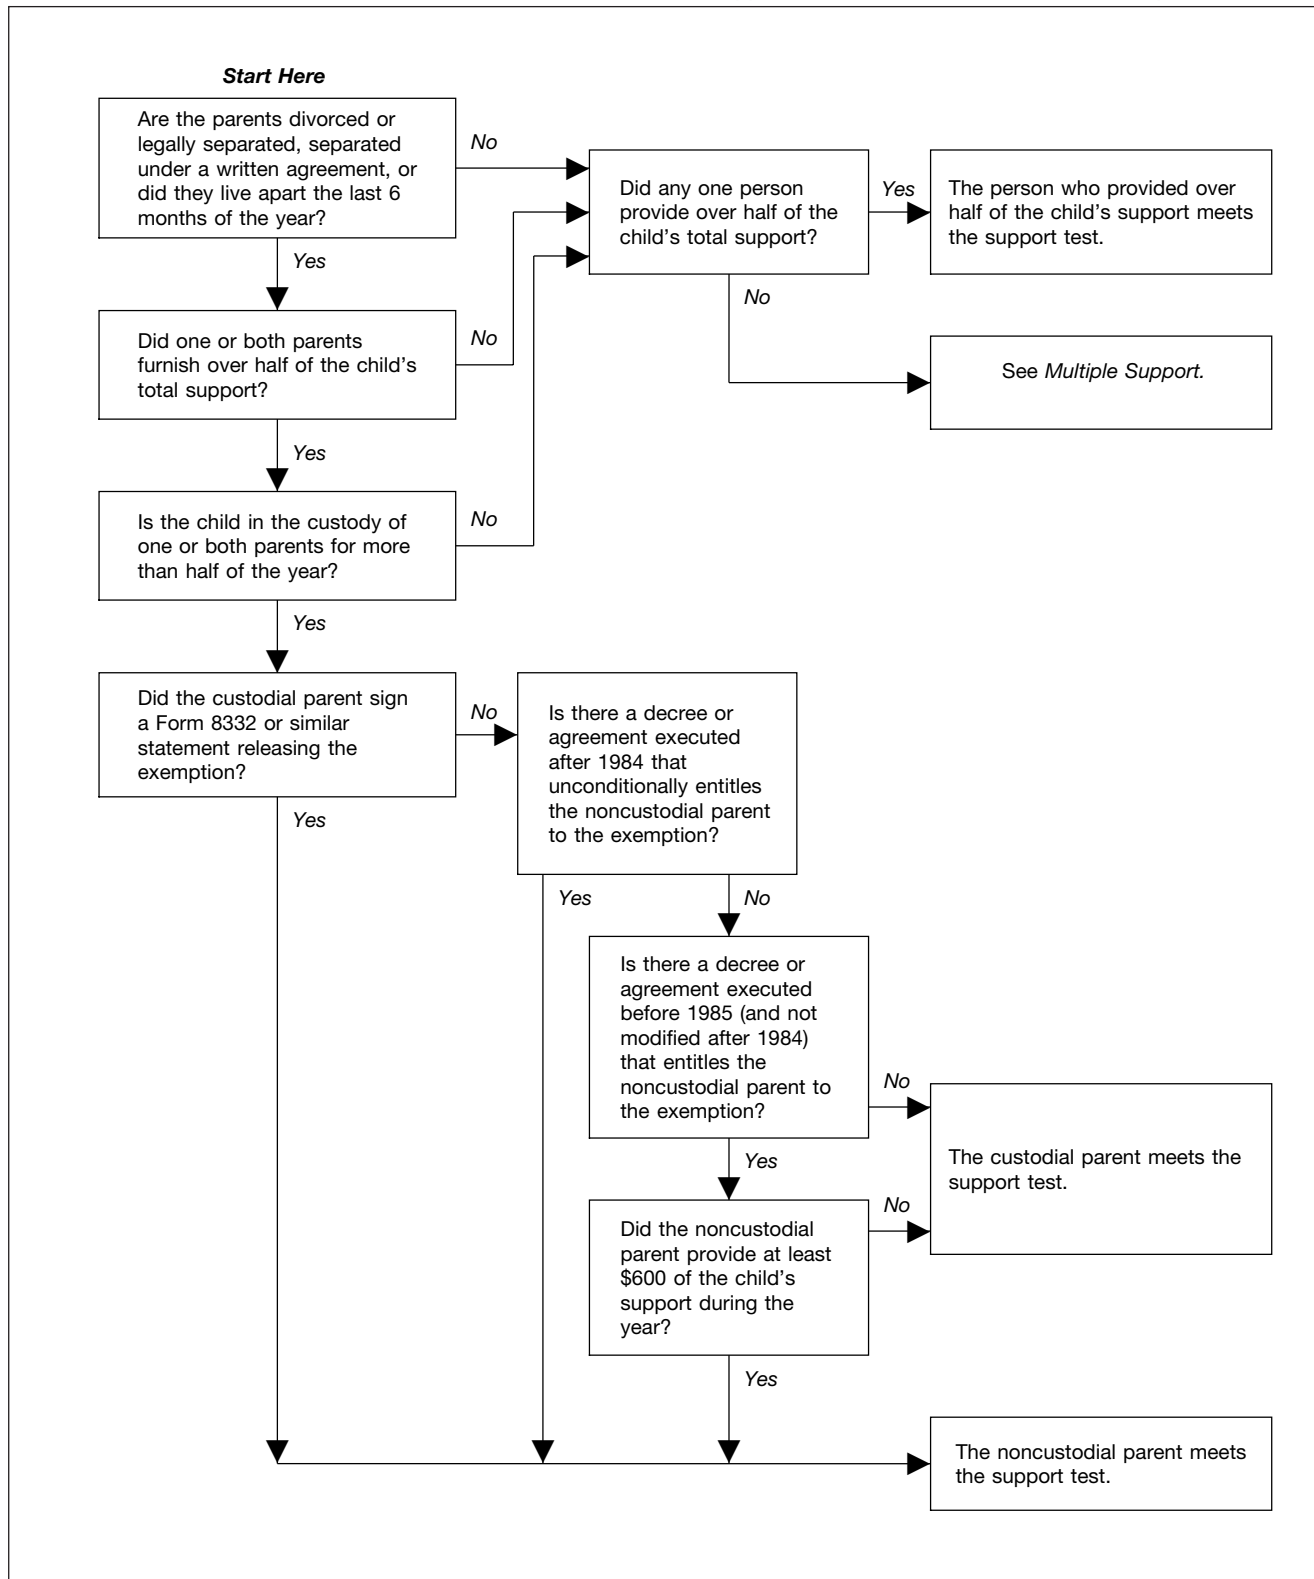 Start Here
Are the parents divorced or
legally separated, separated
under a written agreement, or
did they live apart the last 6
months of the year?
No
Did any one person
provide over half of the
child's total support?
Yes
The person who provided over
half of the child's support meets
the support test.
Yes
No
Did one or both parents
furnish over half of the child's
total support?
No
See Multiple Support.
Yes
Is the child in the custody of
one or both parents for more
than half of the year?
No
Yes
Did the custodial parent sign
a Form 8332 or similar
statement releasing the
exemption?
No
Is there a decree or
agreement executed
after 1984 that
unconditionally entitles
the noncustodial parent
to the exemption?
Yes
Yes
No
Is there a decree or
agreement executed
before 1985 (and not
modified after 1984)
that entitles the
noncustodial parent to
the exemption?
No
The custodial parent meets the
support test.
Yes
Did the noncustodial
parent provide at least
$600 of the child's
support during the
year?
No
Yes
The noncustodial parent meets
the support test.